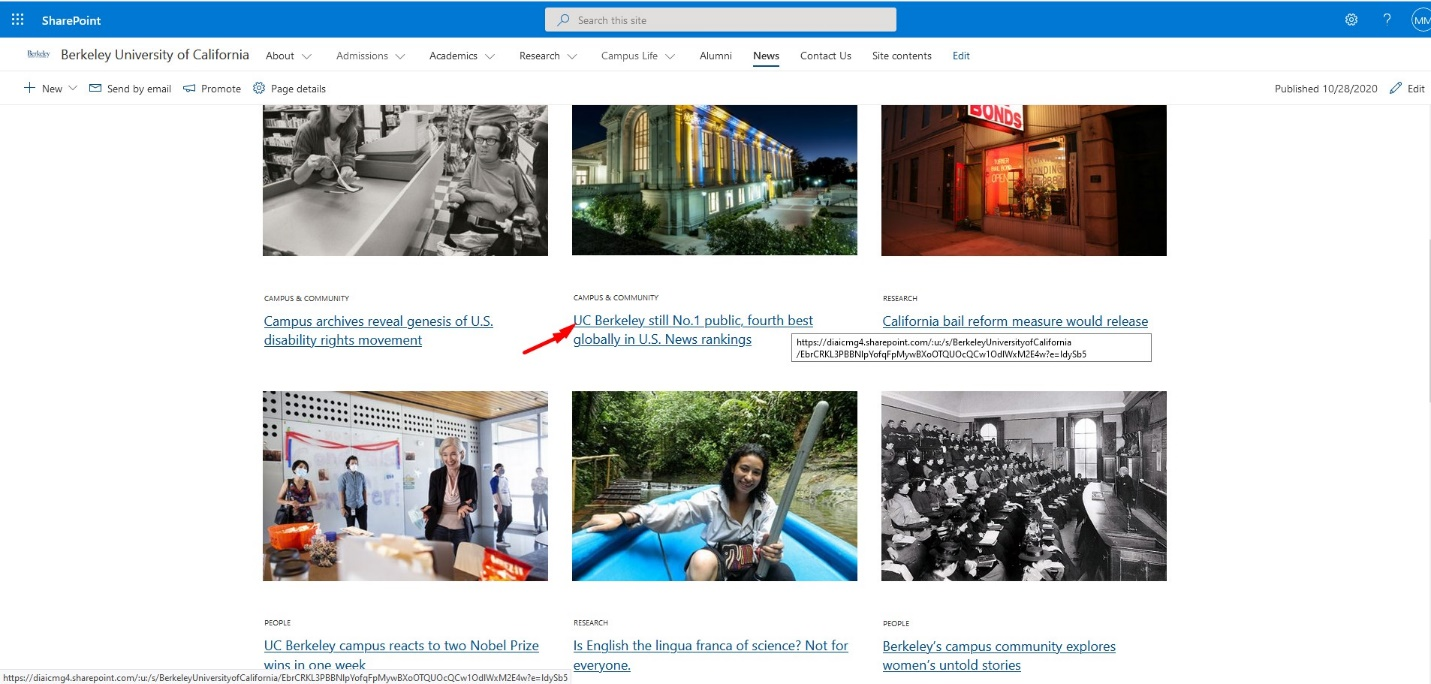 SharePoint
Search this site
?
MM
Berkeley
Berkeley University of California
About
Admissions
Academics
Research
Campus Life
Alumni
News
Contact Us
Site contents
Edit
New
Send by email
Promote
Page details
Published 10/28/2020
Edit
BONDS
OPEN
CAMPUS & COMMUNITY
Campus archives reveal genesis of U.S.
disability rights movement
CAMPUS & COMMUNITY
UC Berkeley still No.1 public, fourth best
globally in U.S. News rankings
RESEARCH
California bail reform measure would release
https://diaicmg4.sharepoint.com/:u:/s/BerkeleyUniversityofCalifornia
/EbrCRKL3PBBNIpYofqFpMywBXoOTQUOcQCw1OdIWxM2E4w?e=IdySb5
PEOPLE
UC Berkeley campus reacts to two Nobel Prize
wins in one week
RESEARCH
Is English the lingua franca of science? Not for
everyone.
PEOPLE
Berkeley’s campus community explores
women’s untold stories
https://diaicmg4.sharepoint.com/:u:/s/BerkeleyUniversityofCalifornia/EbrCRKL3PBBNIpYofqFpMywBXoOTQUOcQCw1OdIWxM2E4w?e=IdySb5